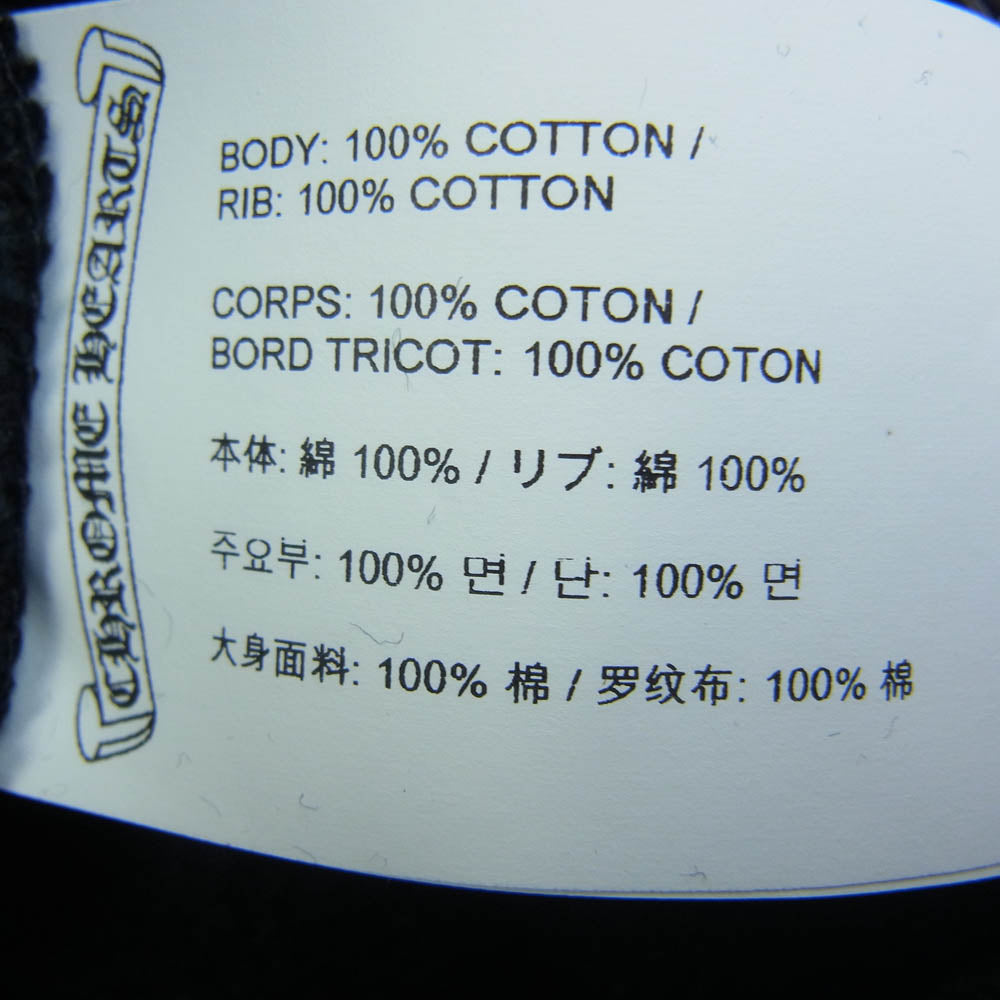 CHROME HEARTS
BODY: 100% COTTON /
RIB: 100% COTTON
CORPS: 100% COTON /
BORD TRICOT: 100% COTON
本体: 綿 100% / リブ: 綿 100%
주요부: 100% 면 / 단: 100% 면
大身面料: 100% 棉 / 罗纹布: 100% 棉